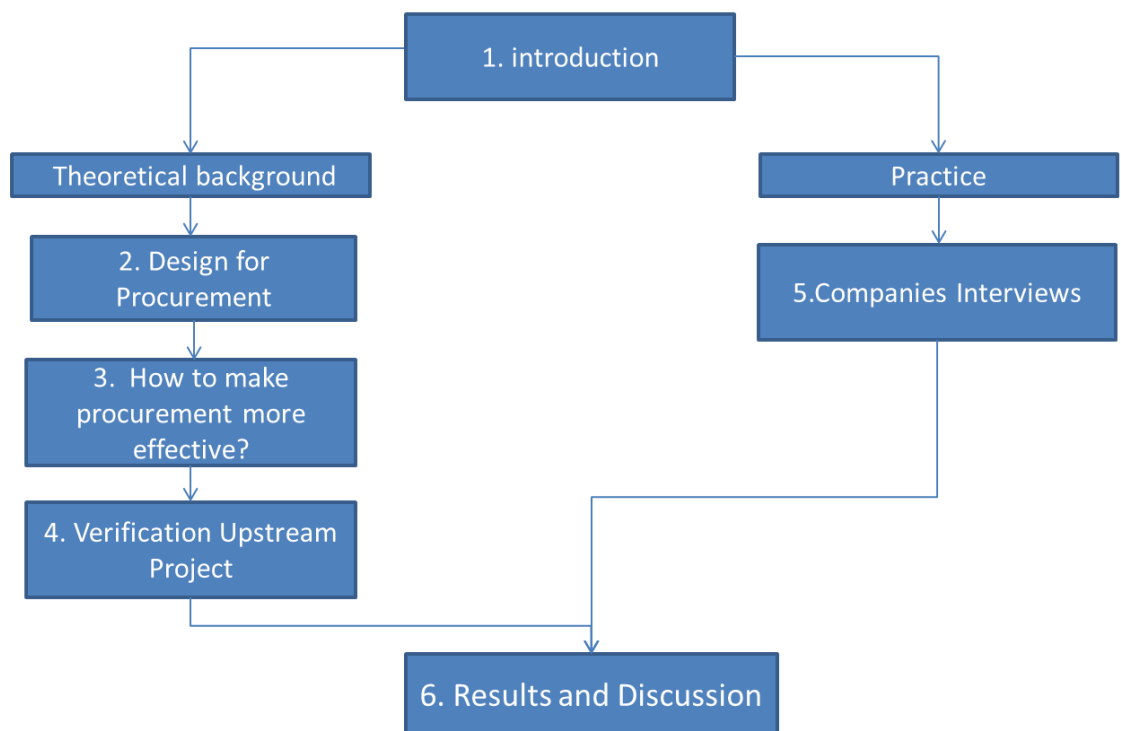 1. introduction
Theoretical background
Practice
2. Design for
Procurement
5.Companies Interviews
3. How to make
procurement more
effective?
4. Verification Upstream
Project
6. Results and Discussion